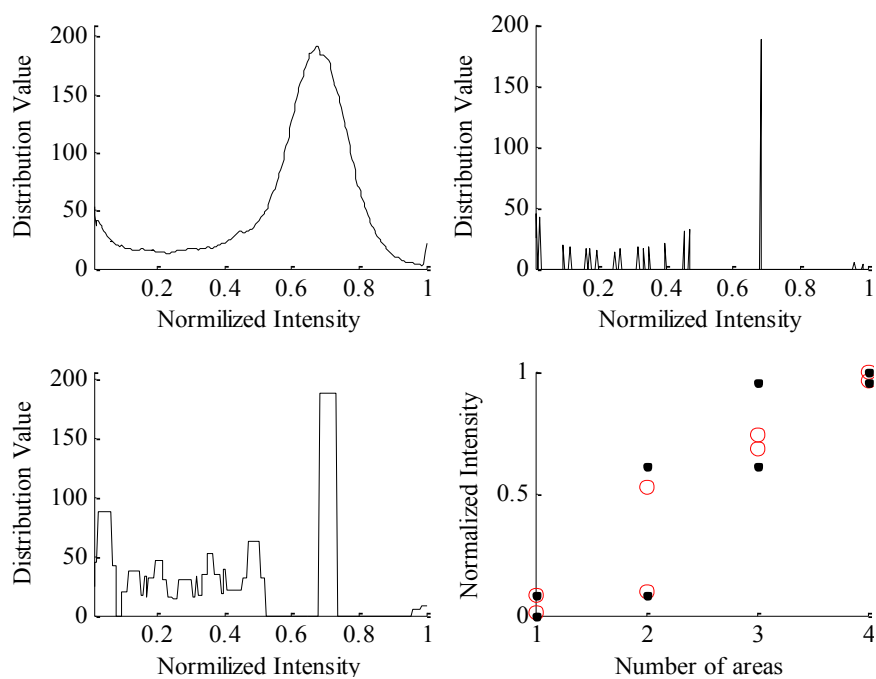 200
150
100
50
0
0.2 0.4 0.6 0.8 1
Distribution Value
Normilized Intensity
200
150
100
50
0
0.2 0.4 0.6 0.8 1
Distribution Value
Normilized Intensity
200
150
100
50
0
0.2 0.4 0.6 0.8 1
Distribution Value
Normilized Intensity
1
0.5
0
1 2 3 4
Normalized Intensity
Number of areas